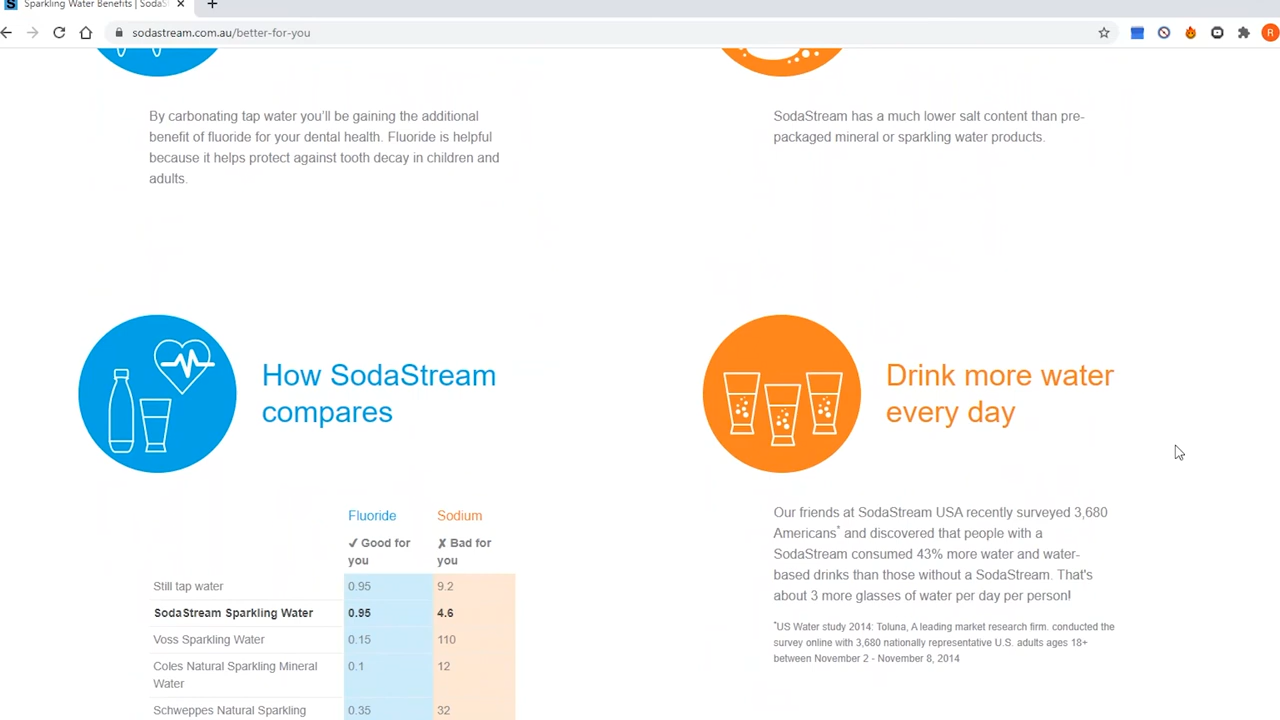 Sparkling Water Benefits | Soda
sodastream.com.au/better-for-you
R
By carbonating tap water you'll be gaining the additional
benefit of fluoride for your dental health. Fluoride is helpful
because it helps protect against tooth decay in children and
adults.
SodaStream has a much lower salt content than pre-
packaged mineral or sparkling water products.
How SodaStream
compares
Drink more water
every day
Fluoride Sodium
✓ Good for ✗ Bad for
you you
Still tap water 0.95 9.2
SodaStream Sparkling Water 0.95 4.6
Voss Sparkling Water 0.15 110
Coles Natural Sparkling Mineral 0.1 12
Water
Schweppes Natural Sparkling 0.35 32
Our friends at SodaStream USA recently surveyed 3,680
Americans* and discovered that people with a
SodaStream consumed 43% more water and water-
based drinks than those without a SodaStream. That's
about 3 more glasses of water per day per person!
*US Water study 2014: Toluna, A leading market research firm. conducted the
survey online with 3,680 nationally representative U.S. adults ages 18+
between November 2 - November 8, 2014